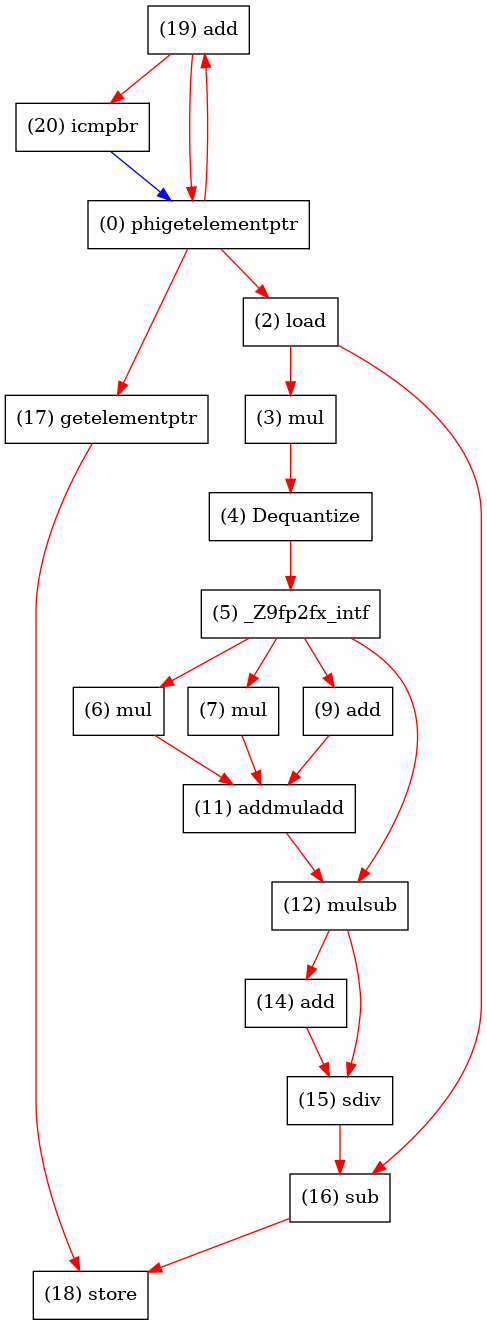 (19) add
(20) icmpbr
(0) phigetelementptr
(2) load
(17) getelementptr
(3) mul
(4) Dequantize
(5) _Z9fp2fx_intf
(6) mul
(7) mul
(9) add
(11) addmuladd
(12) mulsub
(14) add
(15) sdiv
(16) sub
(18) store